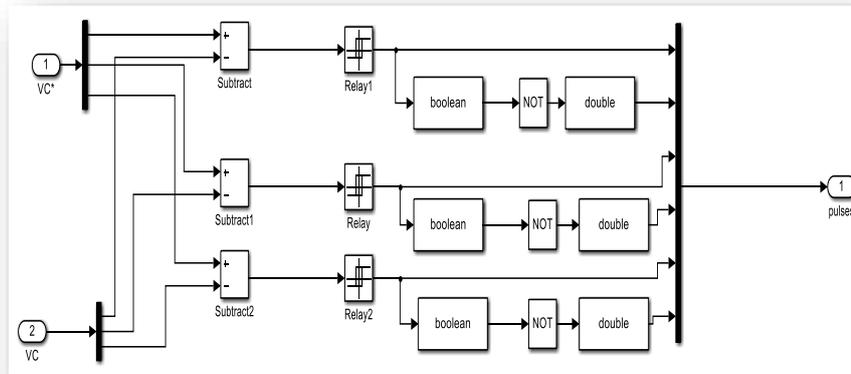 1
VC*
+
−
Subtract
Relay1
boolean
NOT
double
+
−
Subtract1
Relay
boolean
NOT
double
1
pulses
+
−
Subtract2
Relay2
boolean
NOT
double
2
VC